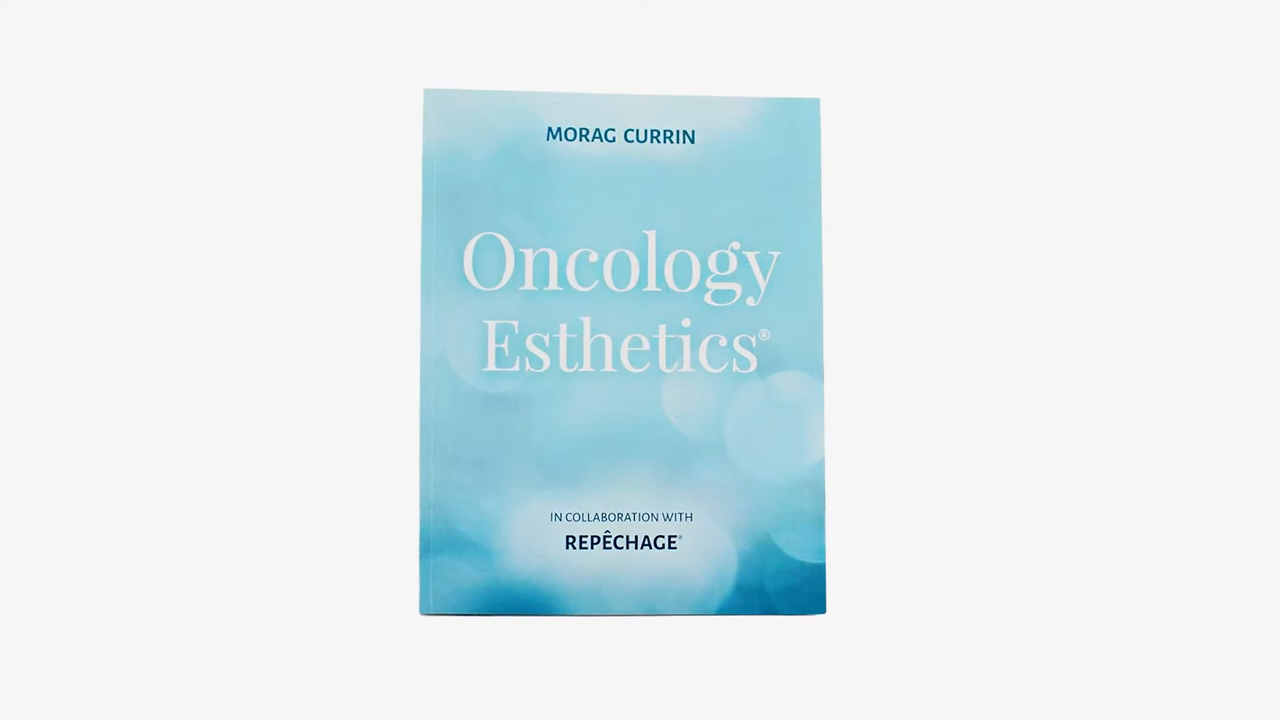 MORAG CURRIN
Oncology
Esthetics®
IN COLLABORATION WITH
REPÊCHAGE®